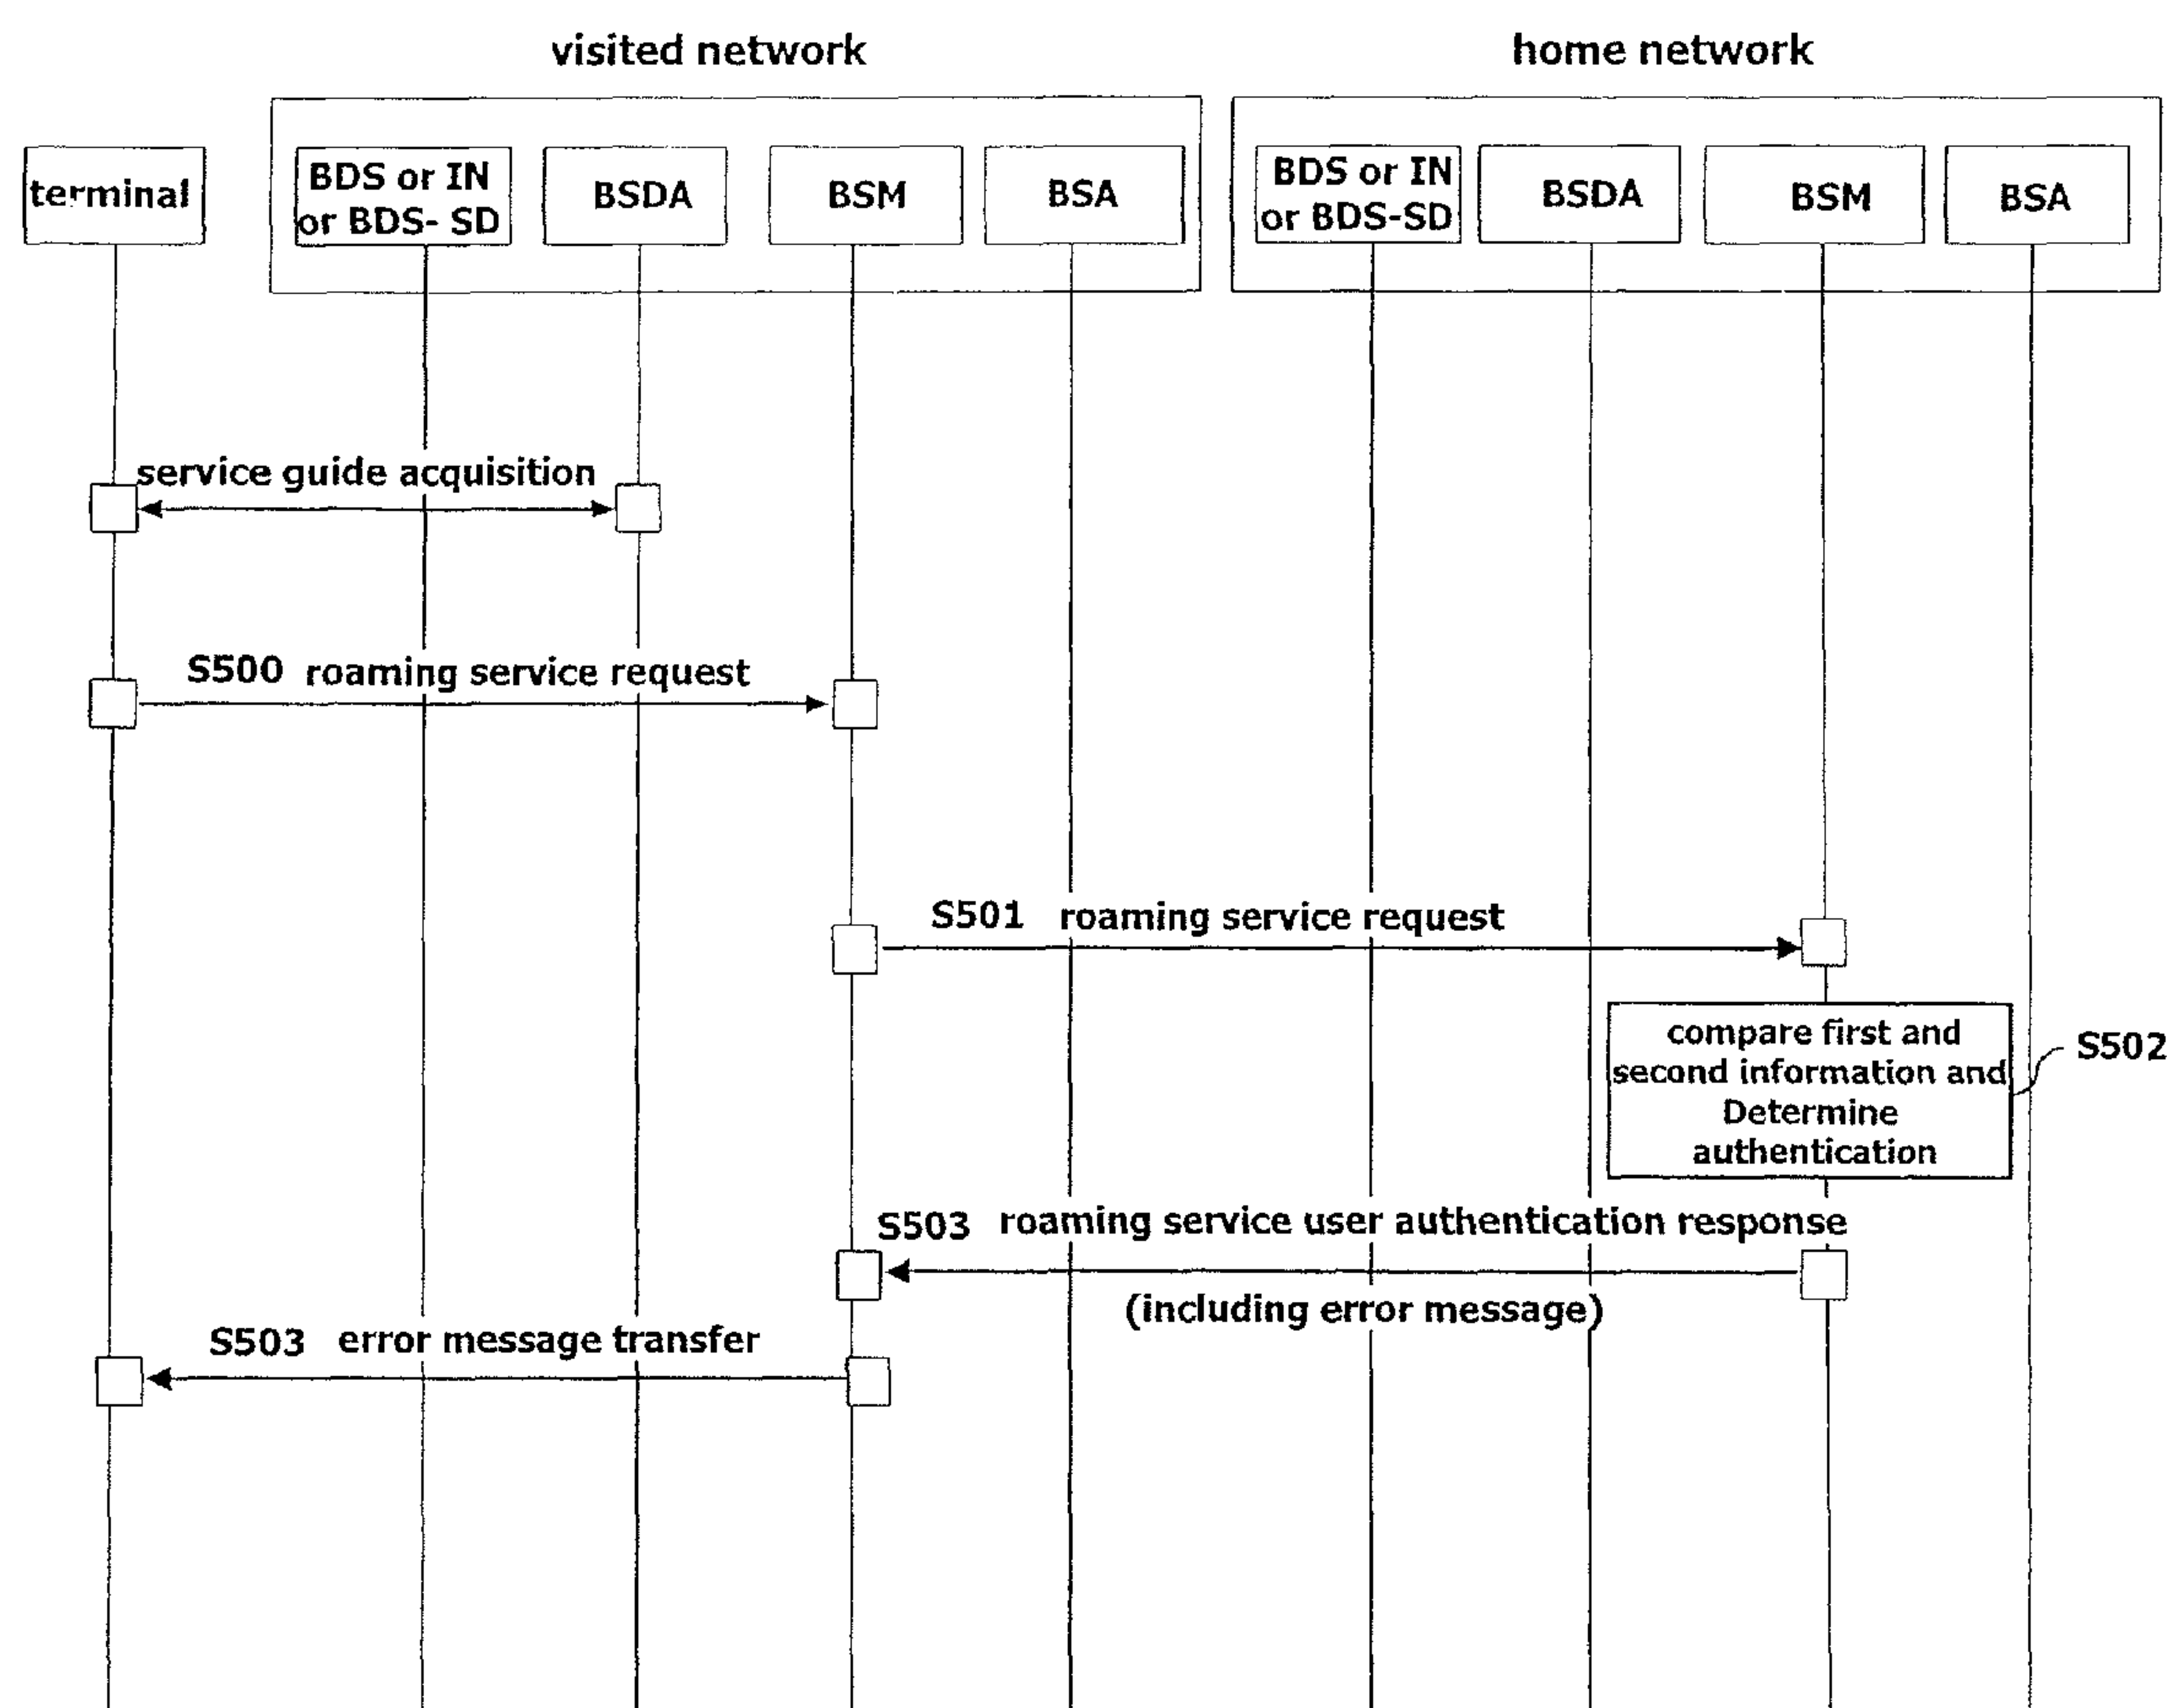 visited network
home network
terminal
BDS or IN
or BDS- SD
BSDA
BSM
BSA
BDS or IN
or BDS-SD
BSDA
BSM
BSA
service guide acquisition
S500 roaming service request
S501 roaming service request
compare first and
second information and
Determine
authentication
S502
S503 roaming service user authentication response
(including error message)
S503 error message transfer